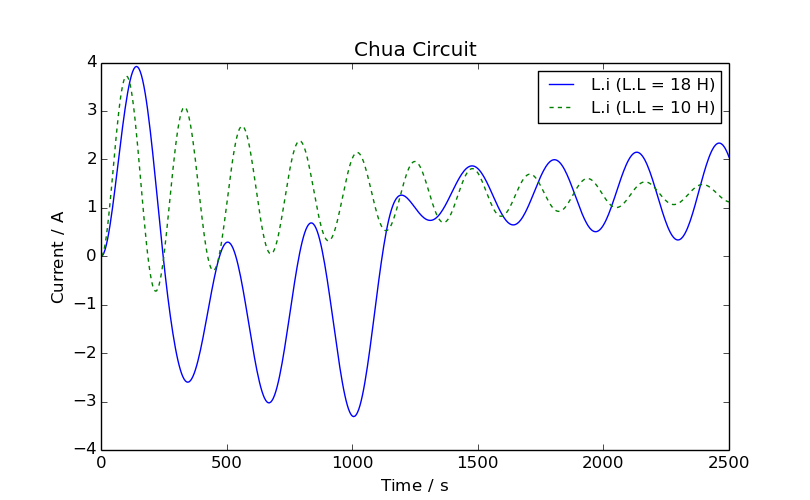 Chua Circuit
L.i (L.L = 18 H)
L.i (L.L = 10 H)
Current / A
4
3
2
1
0
−1
−2
−3
−4
0 500 1000 1500 2000 2500
Time / s